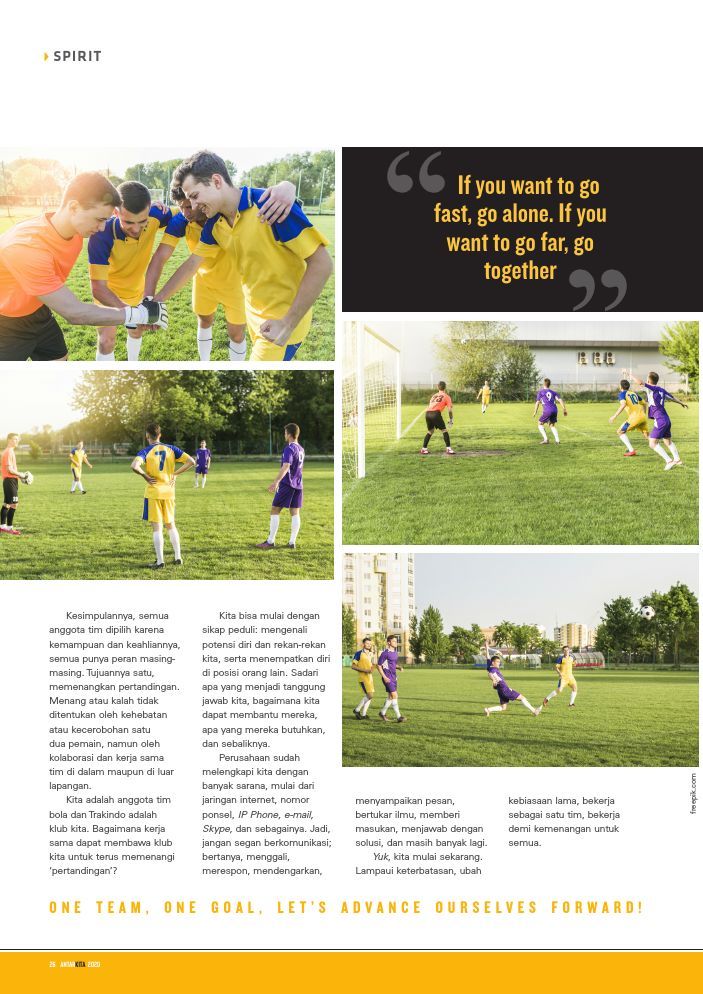 SPIRIT
“ If you want to go
fast, go alone. If you
want to go far, go
together ”
7
9
23
9
10
Kesimpulannya, semua
anggota tim dipilih karena
kemampuan dan keahliannya,
semua punya peran masing-
masing. Tujuannya satu,
memenangkan pertandingan.
Menang atau kalah tidak
ditentukan oleh kehebatan
atau kecerobohan satu
dua pemain, namun oleh
kolaborasi dan kerja sama
tim di dalam maupun di luar
lapangan.
Kita adalah anggota tim
bola dan Trakindo adalah
klub kita. Bagaimana kerja
sama dapat membawa klub
kita untuk terus memenangi
‘pertandingan’?
Kita bisa mulai dengan
sikap peduli: mengenali
potensi diri dan rekan-rekan
kita, serta menempatkan diri
di posisi orang lain. Sadari
apa yang menjadi tanggung
jawab kita, bagaimana kita
dapat membantu mereka,
apa yang mereka butuhkan,
dan sebaliknya.
Perusahaan sudah
melengkapi kita dengan
banyak sarana, mulai dari
jaringan internet, nomor
ponsel, IP Phone, e-mail,
Skype, dan sebagainya. Jadi,
jangan segan berkomunikasi;
bertanya, menggali,
merespon, mendengarkan,
menyampaikan pesan,
bertukar ilmu, memberi
masukan, menjawab dengan
solusi, dan masih banyak lagi.
Yuk, kita mulai sekarang.
Lampaui keterbatasan, ubah
kebiasaan lama, bekerja
sebagai satu tim, bekerja
demi kemenangan untuk
semua.
freepik.com
ONE TEAM, ONE GOAL, LET’S ADVANCE OURSELVES FORWARD!
26 ANTARKITA 2020